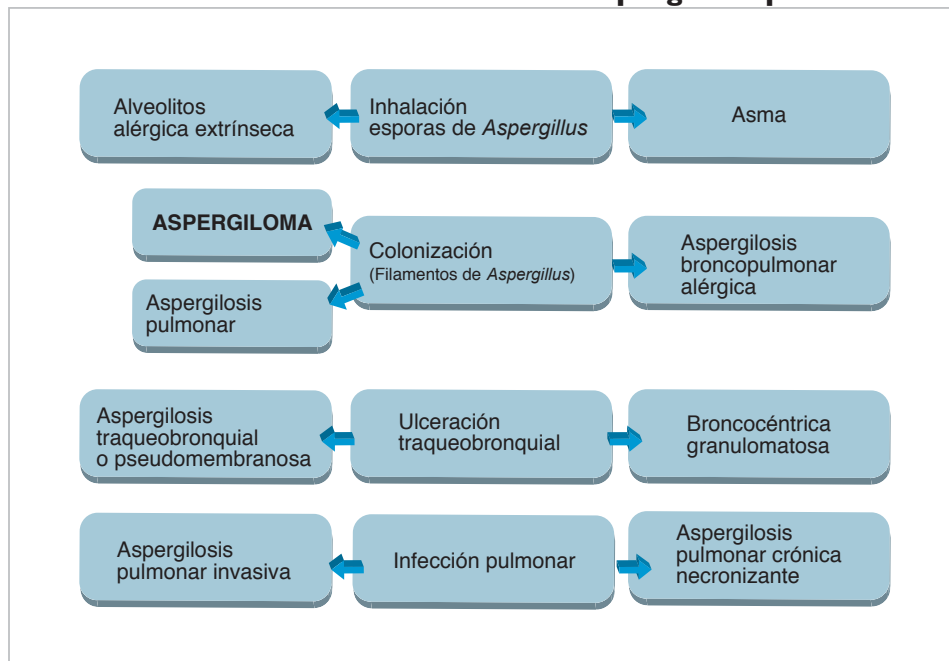 Alveolitos
alérgica extrínseca
Inhalación
esporas de Aspergillus
Asma
ASPERGILOMA
Aspergilosis
pulmonar
Colonización
(Filamentos de Aspergillus)
Aspergilosis
broncopulmonar
alérgica
Aspergilosis
traqueobronquial
o pseudomembranosa
Ulceración
traqueobronquial
Broncocéntrica
granulomatosa
Aspergilosis
pulmonar invasiva
Infección pulmonar
Aspergilosis
pulmonar crónica
necronizante